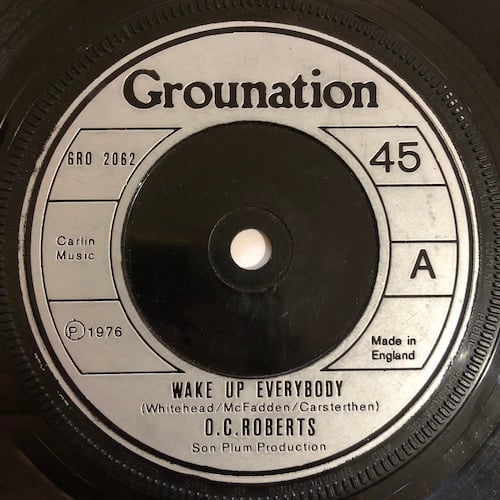 Grounation
GRO 2062
45
Carlin
Music
A
Ⓟ1976
Made in
England
WAKE UP EVERYBODY
(Whitehead/McFadden/Carsterthen)
O.C.ROBERTS
Son Plum Production